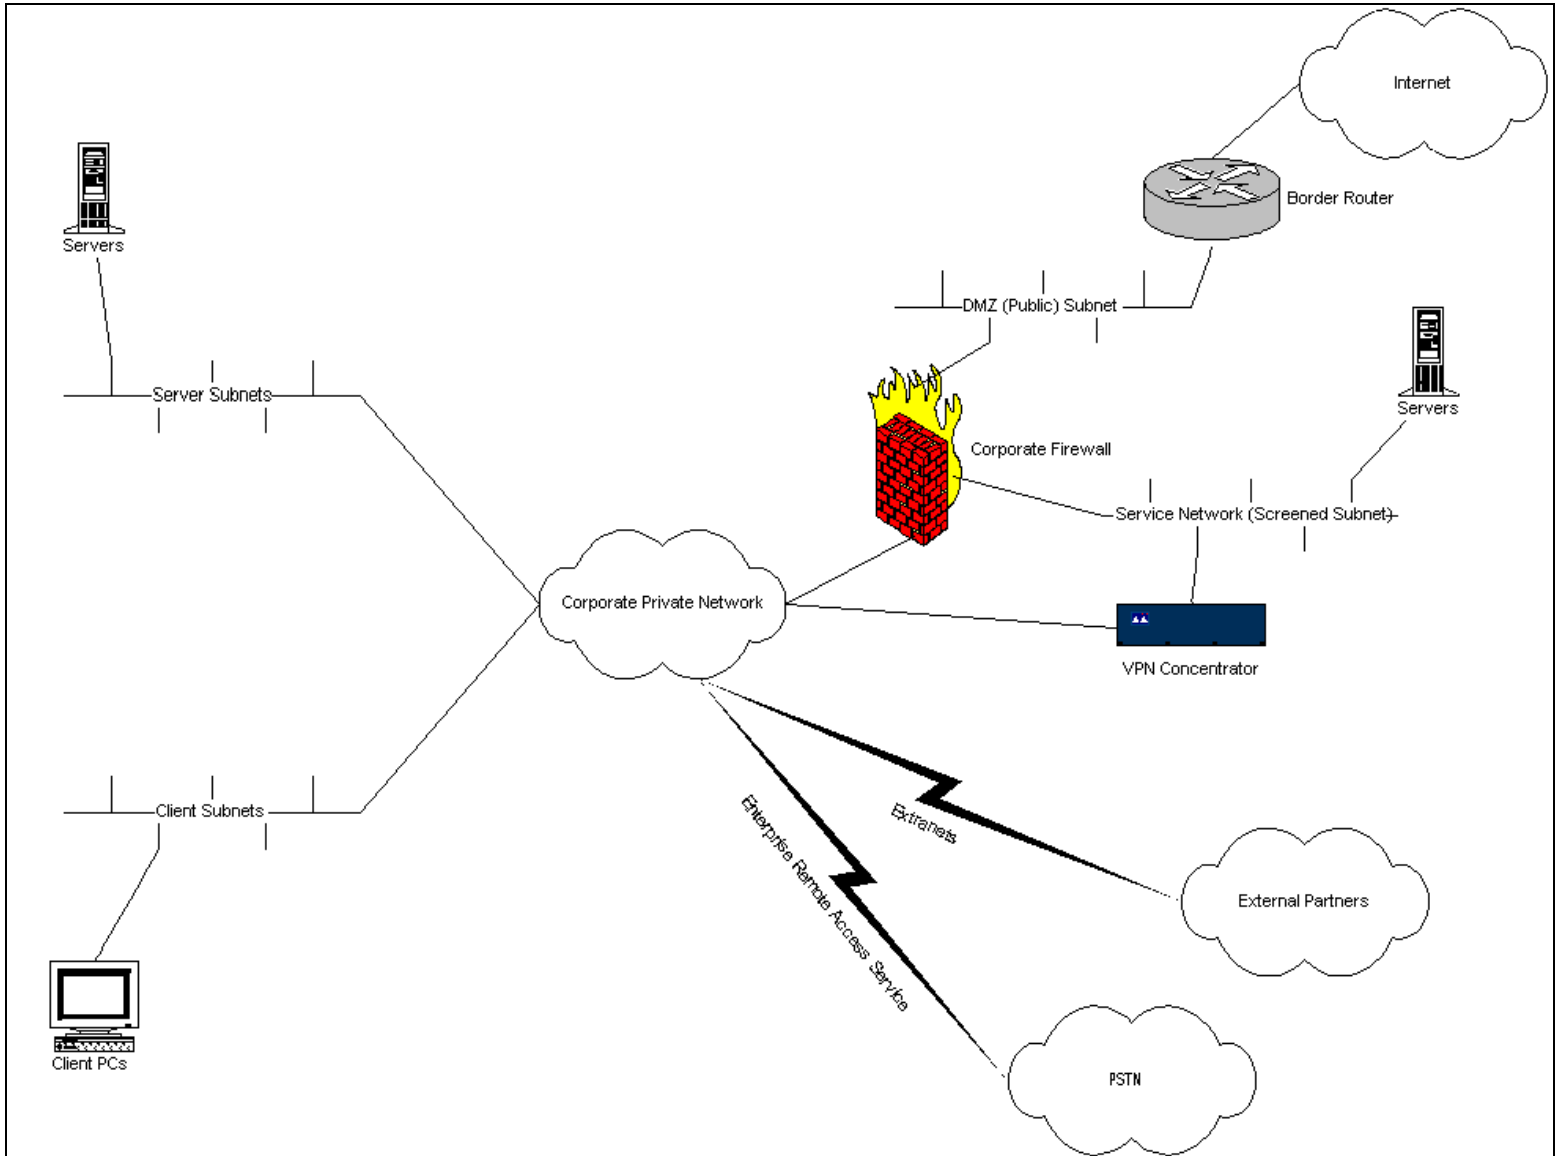 Internet
Border Router
Servers
DMZ (Public) Subnet
Server Subnets
Servers
Corporate Firewall
Service Network (Screened Subnet)
Corporate Private Network
VPN Concentrator
Client Subnets
Extranets
Enterprise Remote Access Service
External Partners
Client PCs
PSTN